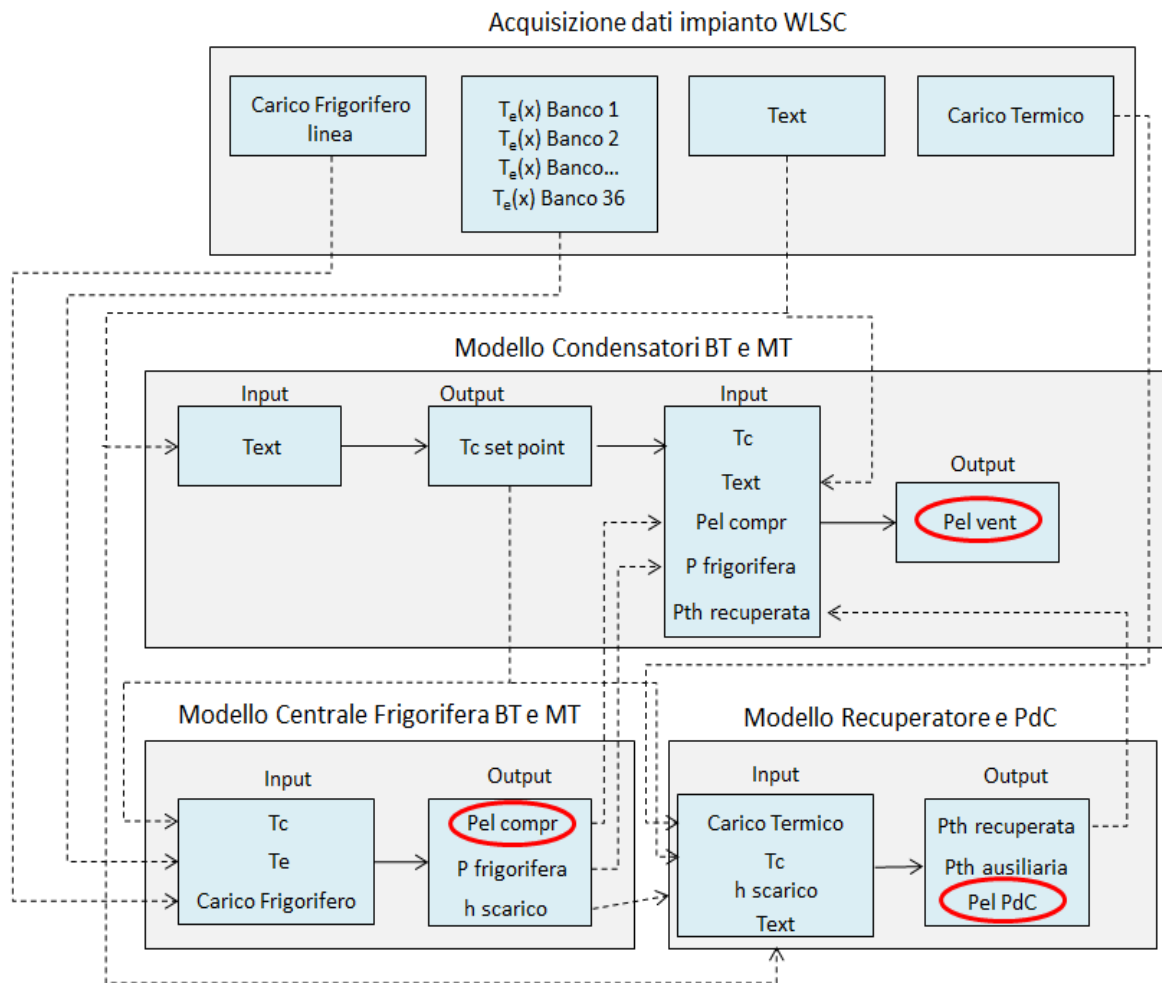 Acquisizione dati impianto WLSC
Carico Frigorifero
linea
Te(x) Banco 1
Te(x) Banco 2
Te(x) Banco...
Te(x) Banco 36
Text
Carico Termico
Modello Condensatori BT e MT
Input
Text
Output
Tc set point
Input
Tc
Text
Pel compr
P frigorifera
Pth recuperata
Output
Pel vent
Modello Centrale Frigorifera BT e MT
Input
Tc
Te
Carico Frigorifero
Output
Pel compr
P frigorifera
h scarico
Modello Recuperatore e PdC
Input
Carico Termico
Tc
h scarico
Text
Output
Pth recuperata
Pth ausiliaria
Pel PdC